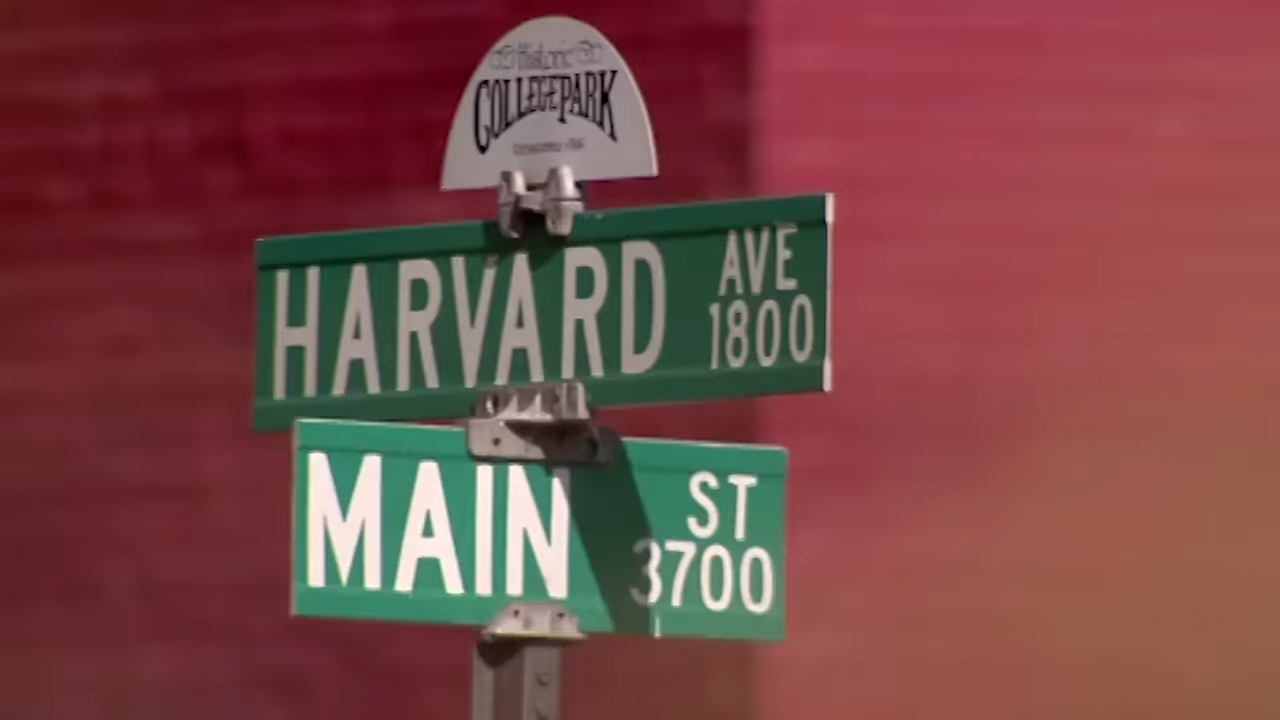 Historic
COLLEGE PARK
HARVARD AVE
1800
MAIN ST
3700